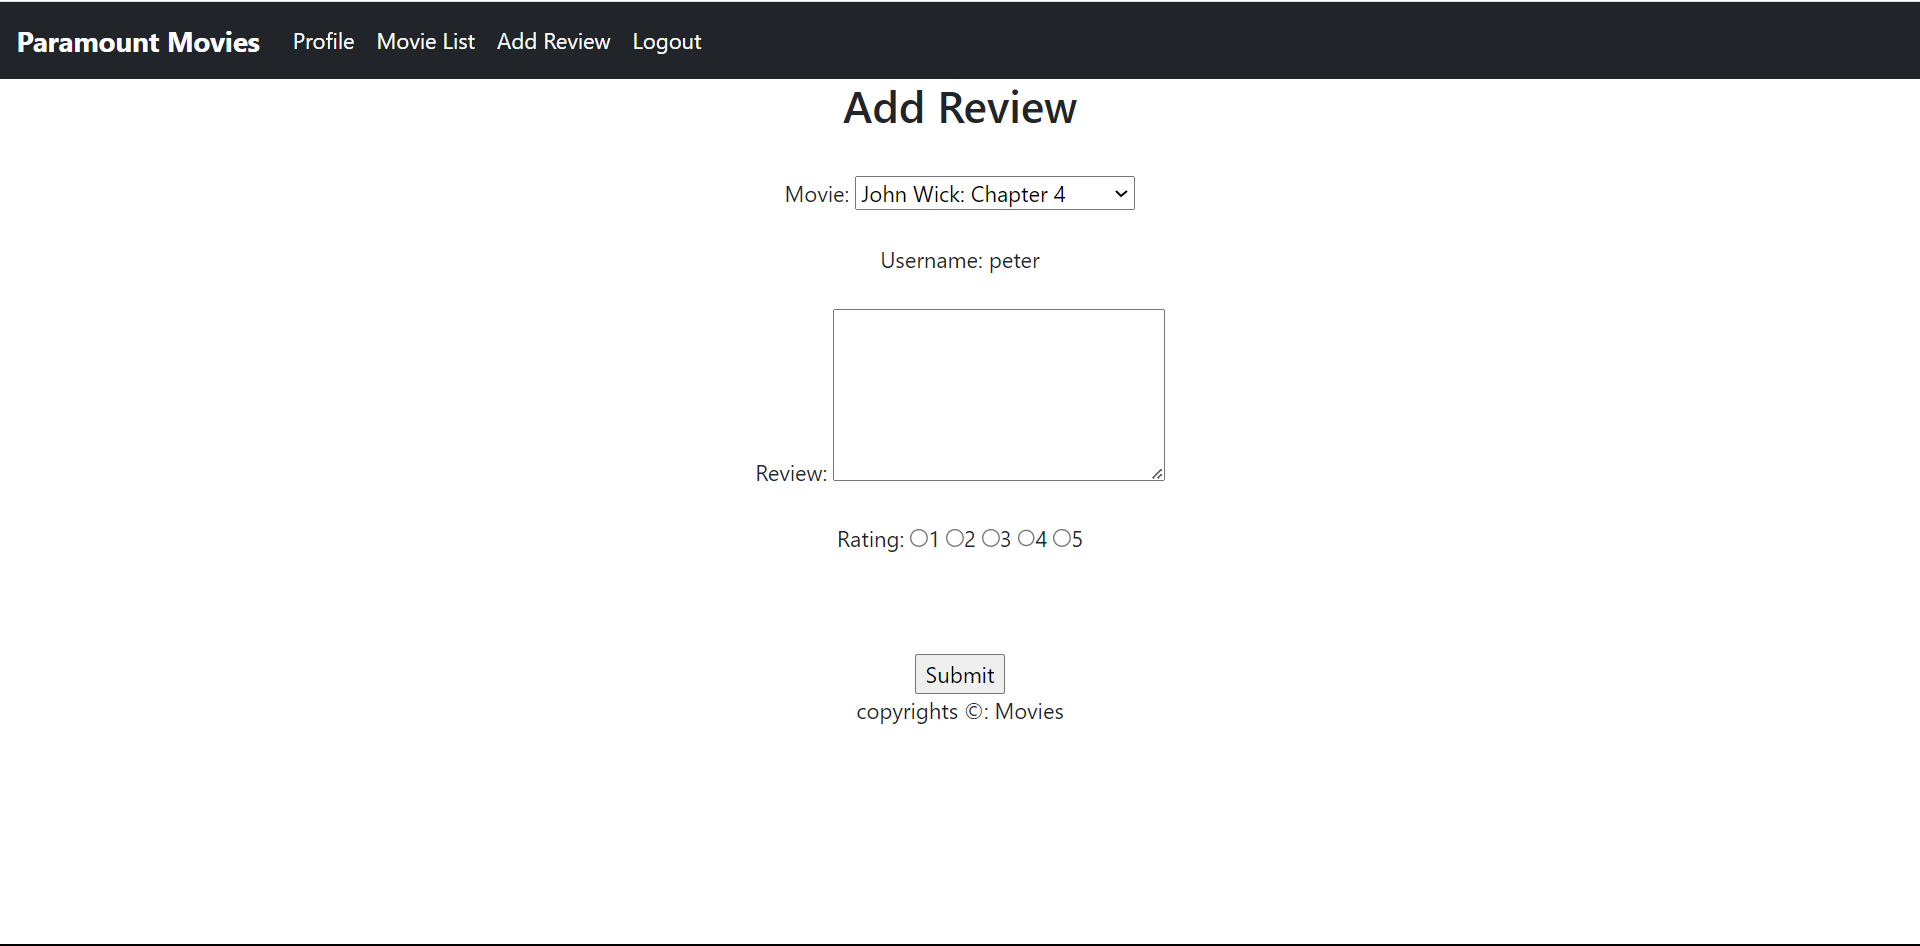 Paramount Movies Profile Movie List Add Review Logout
Add Review
Movie: John Wick: Chapter 4
Username: peter
Review:
Rating: 1 2 3 4 5
Submit
copyrights ©: Movies